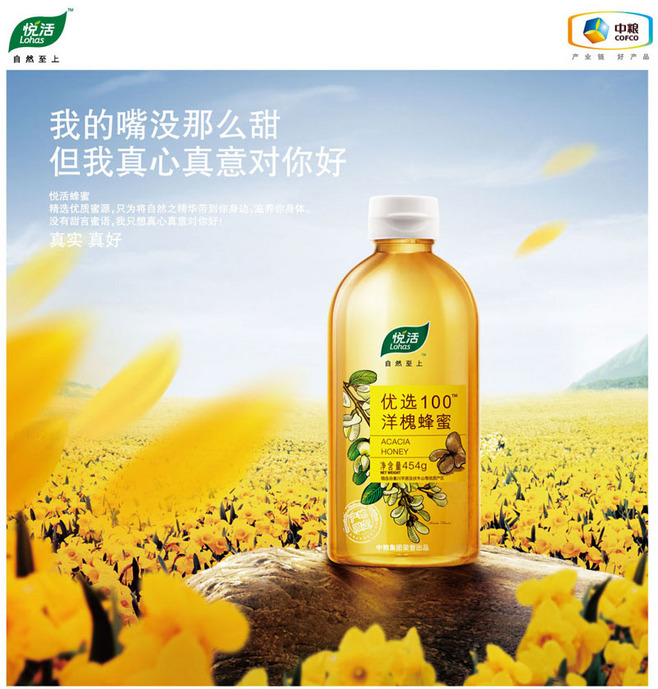 悦活
Lohas
TM
自然至上
中粮
COFCO
产业链 好产品
我的嘴没那么甜
但我真心真意对你好
悦活蜂蜜
精选优质蜜源,只为将自然之精华带到你身边,滋养你身体。
没有甜言蜜语,我只想真心真意对你好!
真实 真好
悦活
Lohas
TM
自然至上
优选100™
洋槐蜂蜜
ACACIA
HONEY
净含量454g
NET WEIGHT
中粮集团荣誉出品